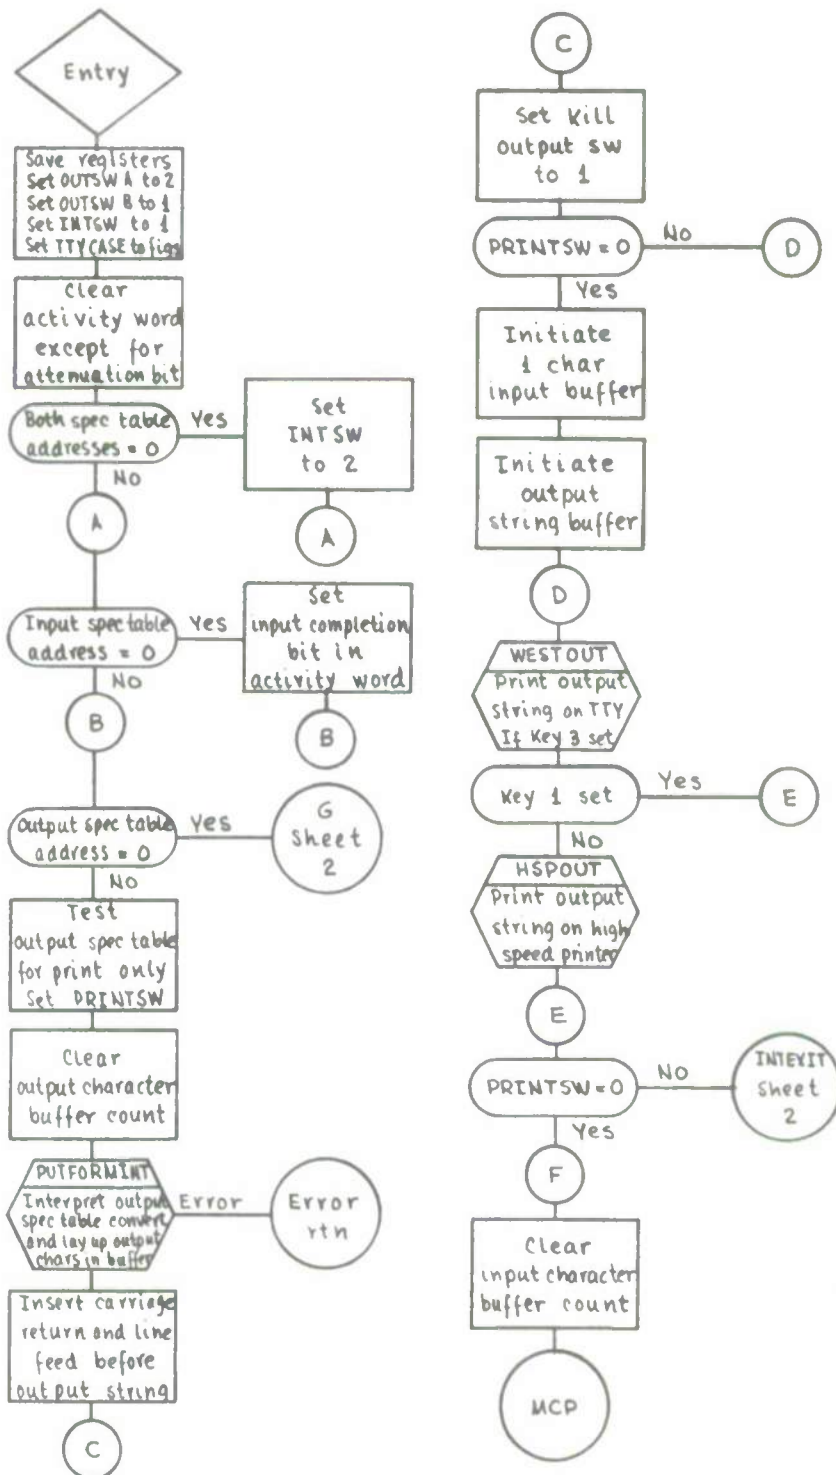 Entry
Save registers
Set OUTSW A to 2
Set OUTSW B to 1
Set INTSW to 1
Set TTYCASE to figs
Clear
activity word
except for
attenuation bit
Both spec table
addresses = 0
Yes
Set
INTSW
to 2
A
No
A
Input spec table
address = 0
Yes
Set
input completion
bit in
activity word
B
No
B
Output spec table
address = 0
Yes
G
Sheet
2
No
Test
output spec table
for print only
Set PRINTSW
Clear
output character
buffer count
PUTFORMINT
Interpret output
spec table convert
and lay up output
chars in buffer
Error
Error
rtn
Insert carriage
return and line
feed before
output string
C
C
Set Kill
output SW
to 1
PRINTSW = 0
No
D
Yes
Initiate
1 char
input buffer
Initiate
output
string buffer
D
WESTOUT
Print output
string on TTY
If Key 3 set
Key 1 set
Yes
E
No
HSPOUT
Print output
string on high
speed printer
E
PRINTSW = 0
No
INTEXIT
Sheet
2
Yes
F
Clear
input character
buffer count
MCP